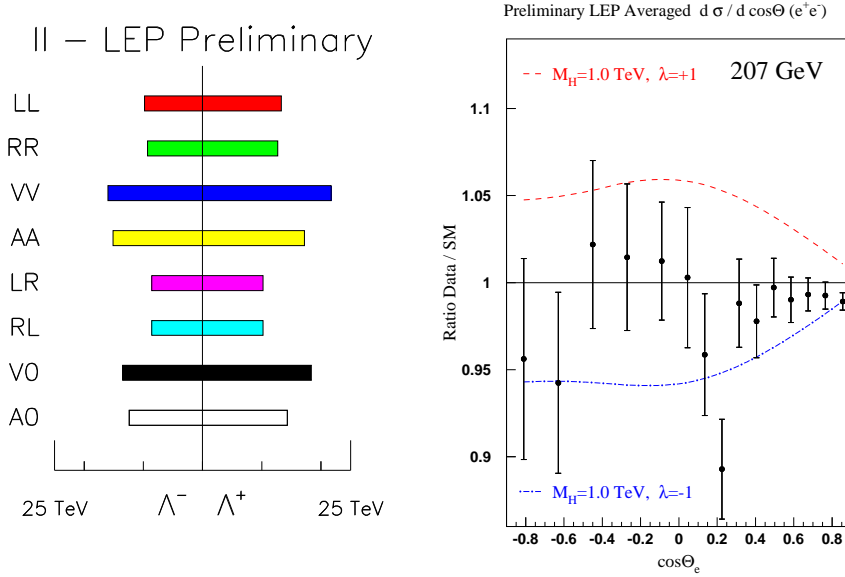 ll – LEP Preliminary
LL
RR
VV
AA
LR
RL
V0
A0
25 TeV Λ⁻ Λ⁺ 25 TeV
Preliminary LEP Averaged d σ / d cosΘ (e⁺e⁻)
Ratio Data / SM
M_H=1.0 TeV, λ=+1
207 GeV
1.1
1.05
1
0.95
0.9
M_H=1.0 TeV, λ=-1
-0.8 -0.6 -0.4 -0.2 0 0.2 0.4 0.6 0.8
cosΘ_e